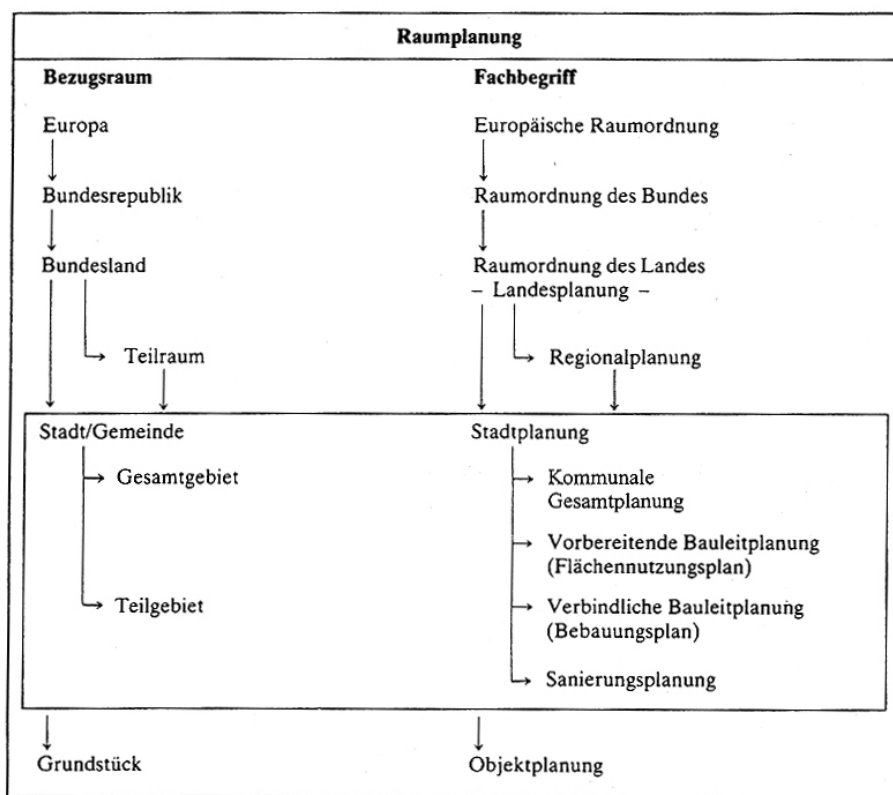 Raumplanung
Bezugsraum
Fachbegriff
Europa
Europäische Raumordnung
Bundesrepublik
Raumordnung des Bundes
Bundesland
Raumordnung des Landes
– Landesplanung –
Teilraum
Regionalplanung
Stadt/Gemeinde
Stadtplanung
Gesamtgebiet
Kommunale
Gesamtplanung
Vorbereitende Bauleitplanung
(Flächennutzungsplan)
Teilgebiet
Verbindliche Bauleitplanung
(Bebauungsplan)
Sanierungsplanung
Grundstück
Objektplanung